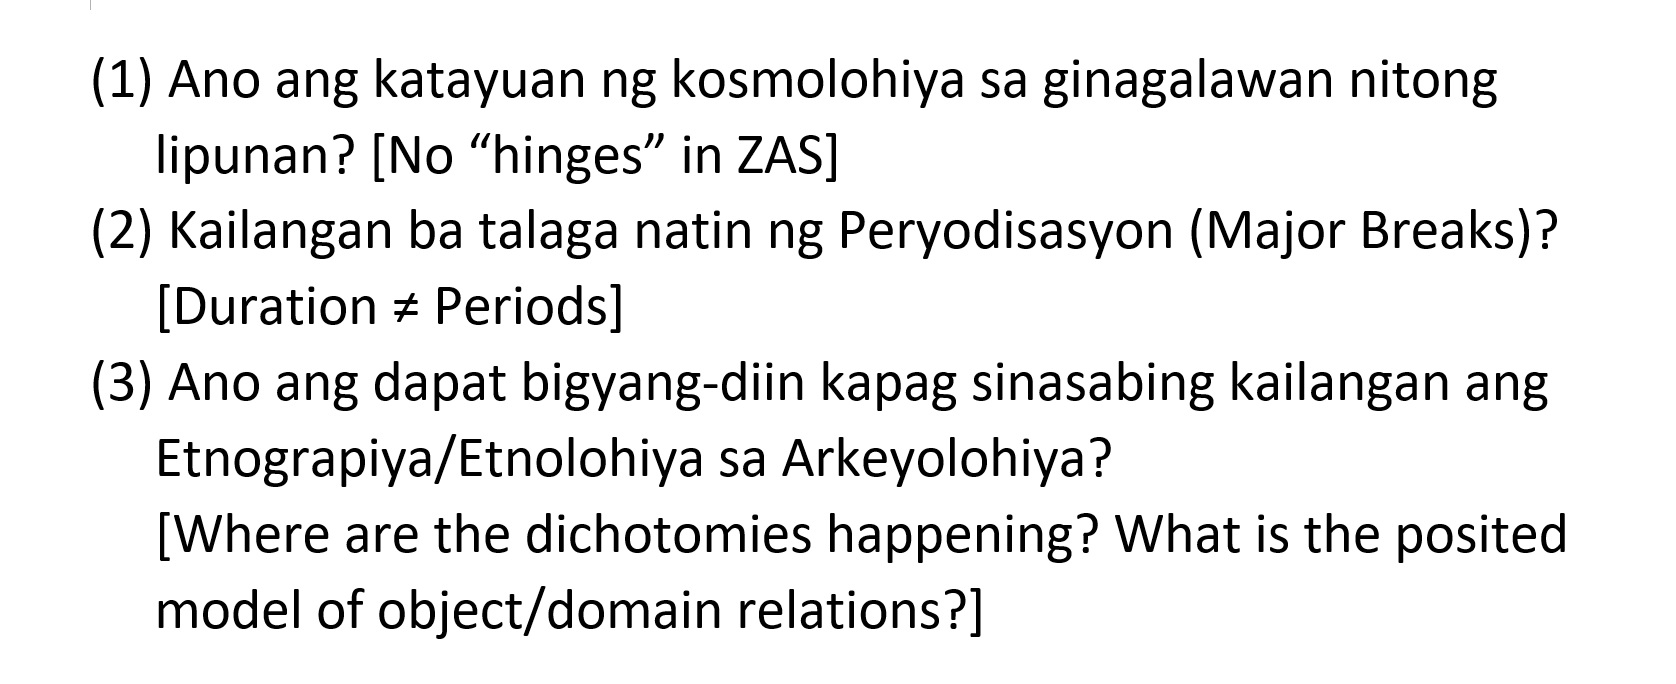 (1) Ano ang katayuan ng kosmolohiya sa ginagalawan nitong
lipunan? [No “hinges” in ZAS]
(2) Kailangan ba talaga natin ng Peryodisasyon (Major Breaks)?
[Duration ≠ Periods]
(3) Ano ang dapat bigyang-diin kapag sinasabing kailangan ang
Etnograpiya/Etnolohiya sa Arkeyolohiya?
[Where are the dichotomies happening? What is the posited
model of object/domain relations?]